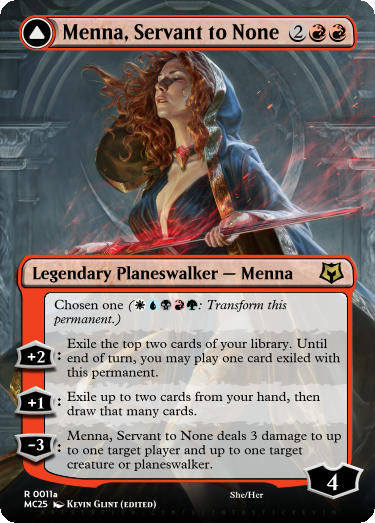 Menna, Servant to None 2
Legendary Planeswalker — Menna
Chosen one (: Transform this
permanent.)
+2: Exile the top two cards of your library. Until
end of turn, you may play one card exiled with
this permanent.
+1: Exile up to two cards from your hand, then
draw that many cards.
-3: Menna, Servant to None deals 3 damage to up
to one target player and up to one target
creature or planeswalker.
4
R 0011a
MC25 Kevin Glint (edited)
She/Her